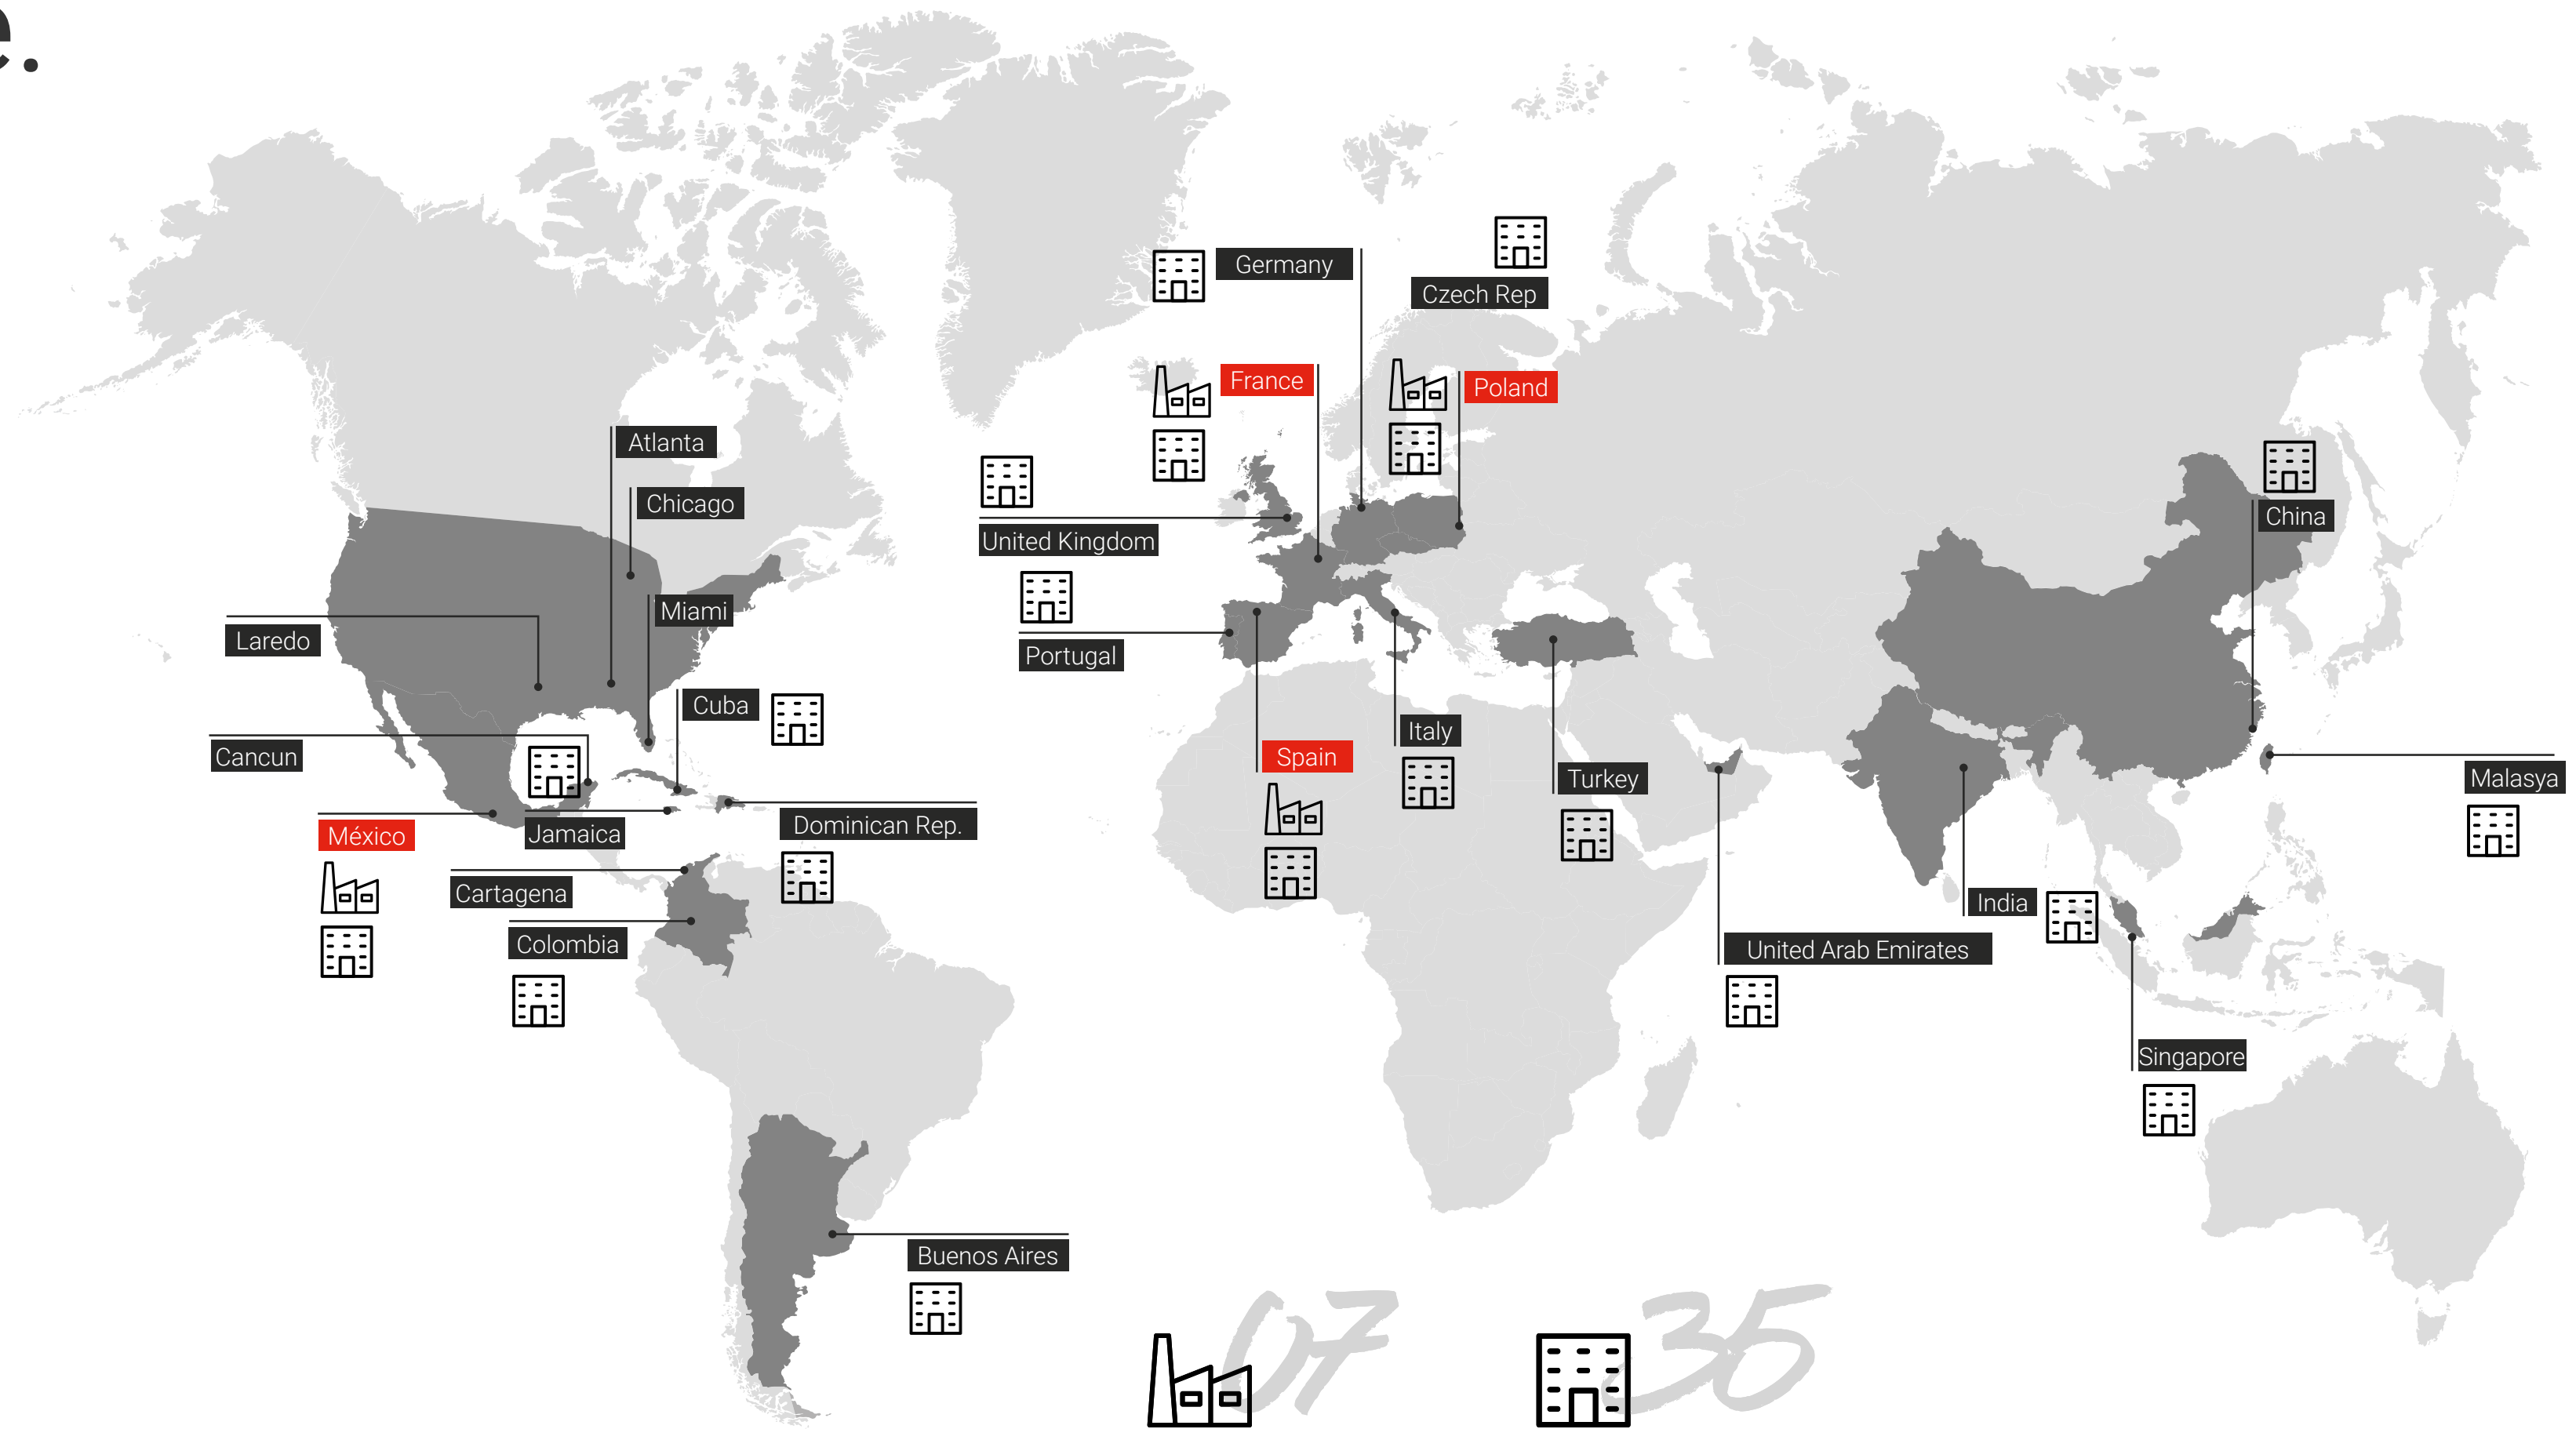 e.
Germany
Czech Rep
France
Poland
Atlanta
Chicago
United Kingdom
China
Miami
Laredo
Portugal
Cuba
Italy
Cancun
Spain
Turkey
Malasya
México
Jamaica
Dominican Rep.
Cartagena
India
Colombia
United Arab Emirates
Singapore
Buenos Aires
07
35